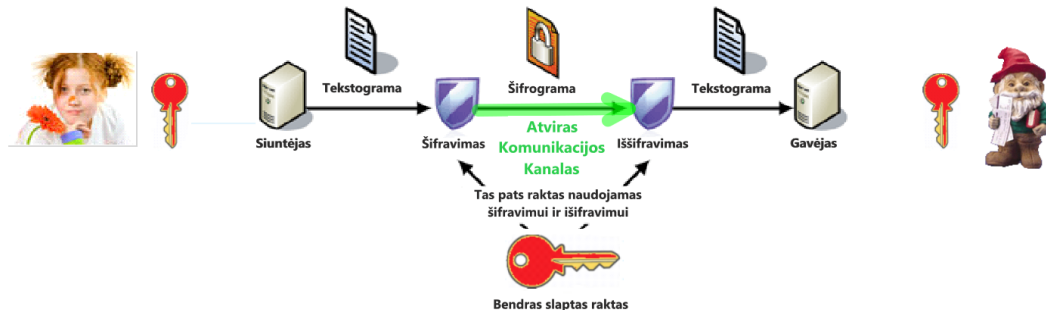 Tekstograma
Šifrograma
Tekstograma
Siuntėjas
Šifravimas
Atviras
Komunikacijos
Kanalas
Iššifravimas
Gavėjas
Tas pats raktas naudojamas
šifravimui ir išifravimui
Bendras slaptas raktas